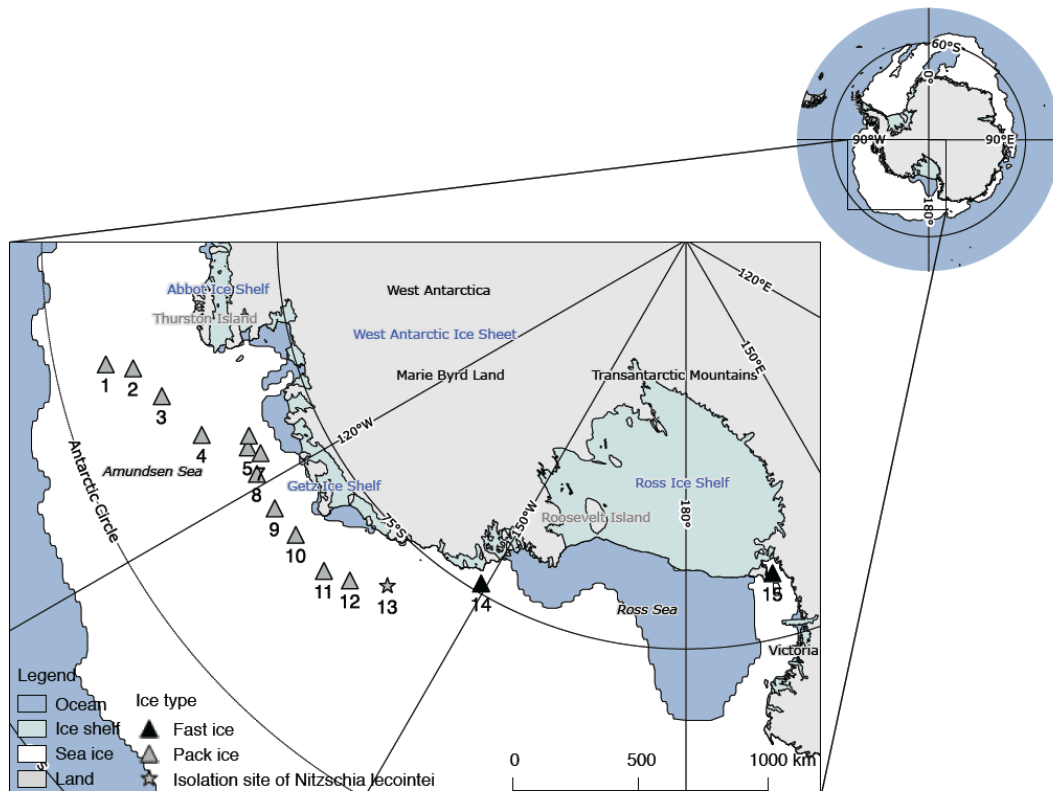 60°S
0°
90°W
90°E
180°
Abbot Ice Shelf
Thurston Island
West Antarctica
West Antarctic Ice Sheet
Marie Byrd Land
Transantarctic Mountains
120°E
150°E
1
2
3
4
5
7
8
9
10
11
12
13
14
15
120°W
Amundsen Sea
Antarctic Circle
Getz Ice Shelf
75°S
150°W
180°
Ross Ice Shelf
Roosevelt Island
Ross Sea
Victoria
Legend
Ocean
Ice shelf
Sea ice
Land
Ice type
Fast ice
Pack ice
Isolation site of Nitzschia lecointei
0 500 1000 km